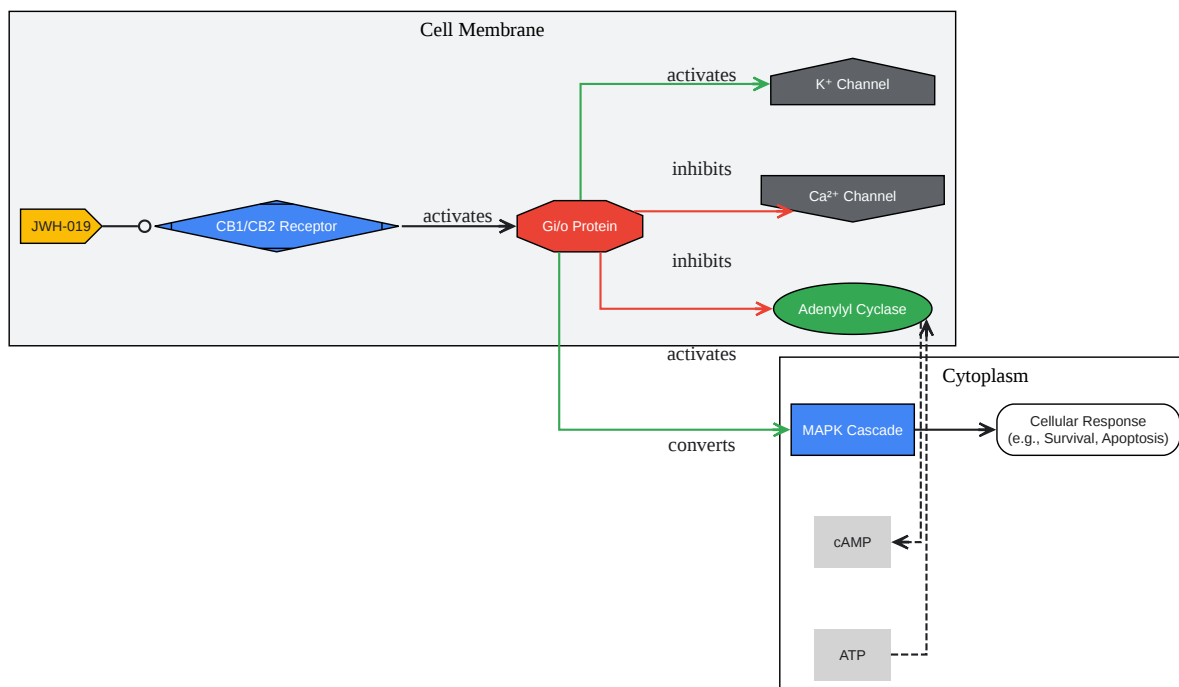 Cell Membrane
activates
K⁺ Channel
inhibits
Ca²⁺ Channel
JWH-019
CB1/CB2 Receptor
activates
Gi/o Protein
inhibits
Adenylyl Cyclase
activates
Cytoplasm
MAPK Cascade
Cellular Response
(e.g., Survival, Apoptosis)
converts
cAMP
ATP